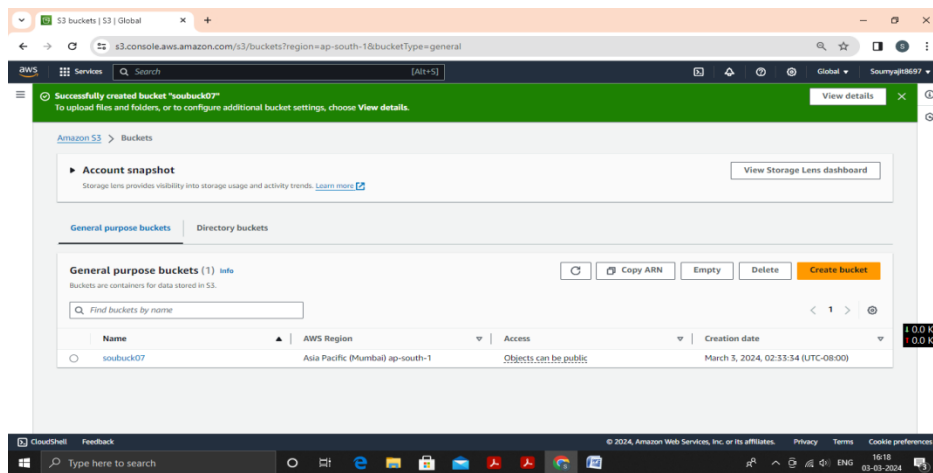 S3 buckets | S3 | Global
s3.console.aws.amazon.com/s3/buckets?region=ap-south-1&bucketType=general
S
aws
Services
Search
[Alt+S]
Global
Soumyajit8697
Successfully created bucket "soubuck07"
To upload files and folders, or to configure additional bucket settings, choose View details.
View details
Amazon S3 > Buckets
Account snapshot
Storage lens provides visibility into storage usage and activity trends. Learn more
View Storage Lens dashboard
General purpose buckets
Directory buckets
General purpose buckets (1) Info
Buckets are containers for data stored in S3.
Copy ARN
Empty
Delete
Create bucket
Find buckets by name
< 1 >
Name
AWS Region
Access
Creation date
soubuck07
Asia Pacific (Mumbai) ap-south-1
Objects can be public
March 3, 2024, 02:33:34 (UTC-08:00)
0.0 K
0.0 K
CloudShell
Feedback
© 2024, Amazon Web Services, Inc. or its affiliates.
Privacy
Terms
Cookie preferences
Type here to search
ENG
16:18
03-03-2024